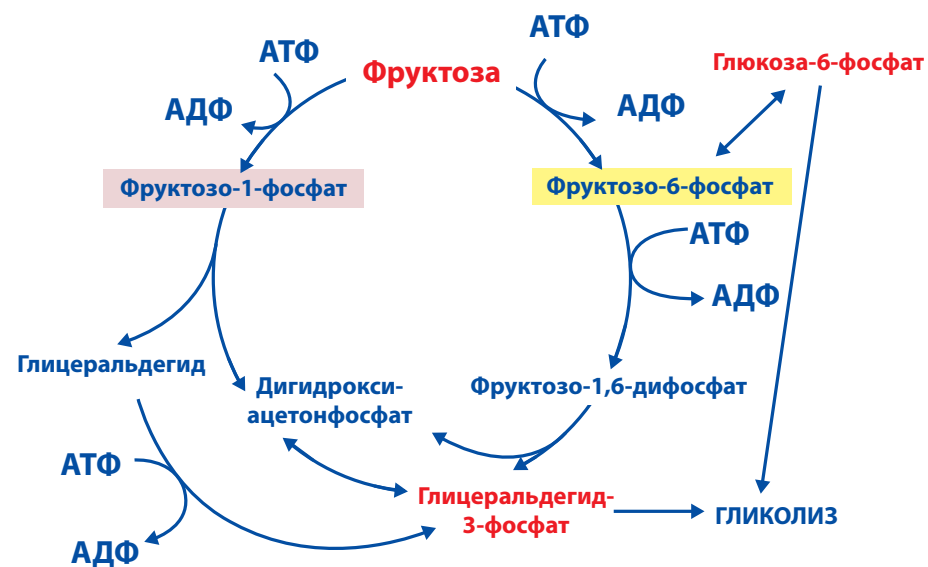 АТФ
АТФ
Фруктоза
Глюкоза-6-фосфат
АДФ
АДФ
Фруктозо-1-фосфат
Фруктозо-6-фосфат
АТФ
АДФ
Глицеральдегид
Дигидрокси-
ацетонфосфат
Фруктозо-1,6-дифосфат
АТФ
Глицеральдегид-
3-фосфат
ГЛИКОЛИЗ
АДФ